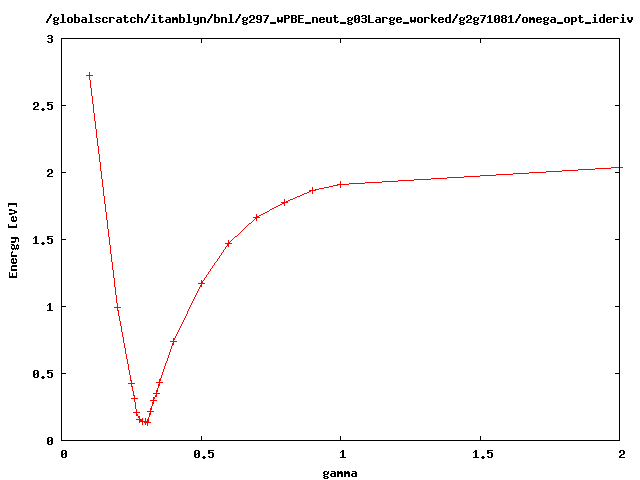 /globalscratch/itamblyn/bnl/g297_wPBE_neut_g03Large_worked/g2g71081/omega_opt_ideriv
3
2.5
2
1.5
1
0.5
0
Energy [eV]
0 0.5 1 1.5 2
gamma